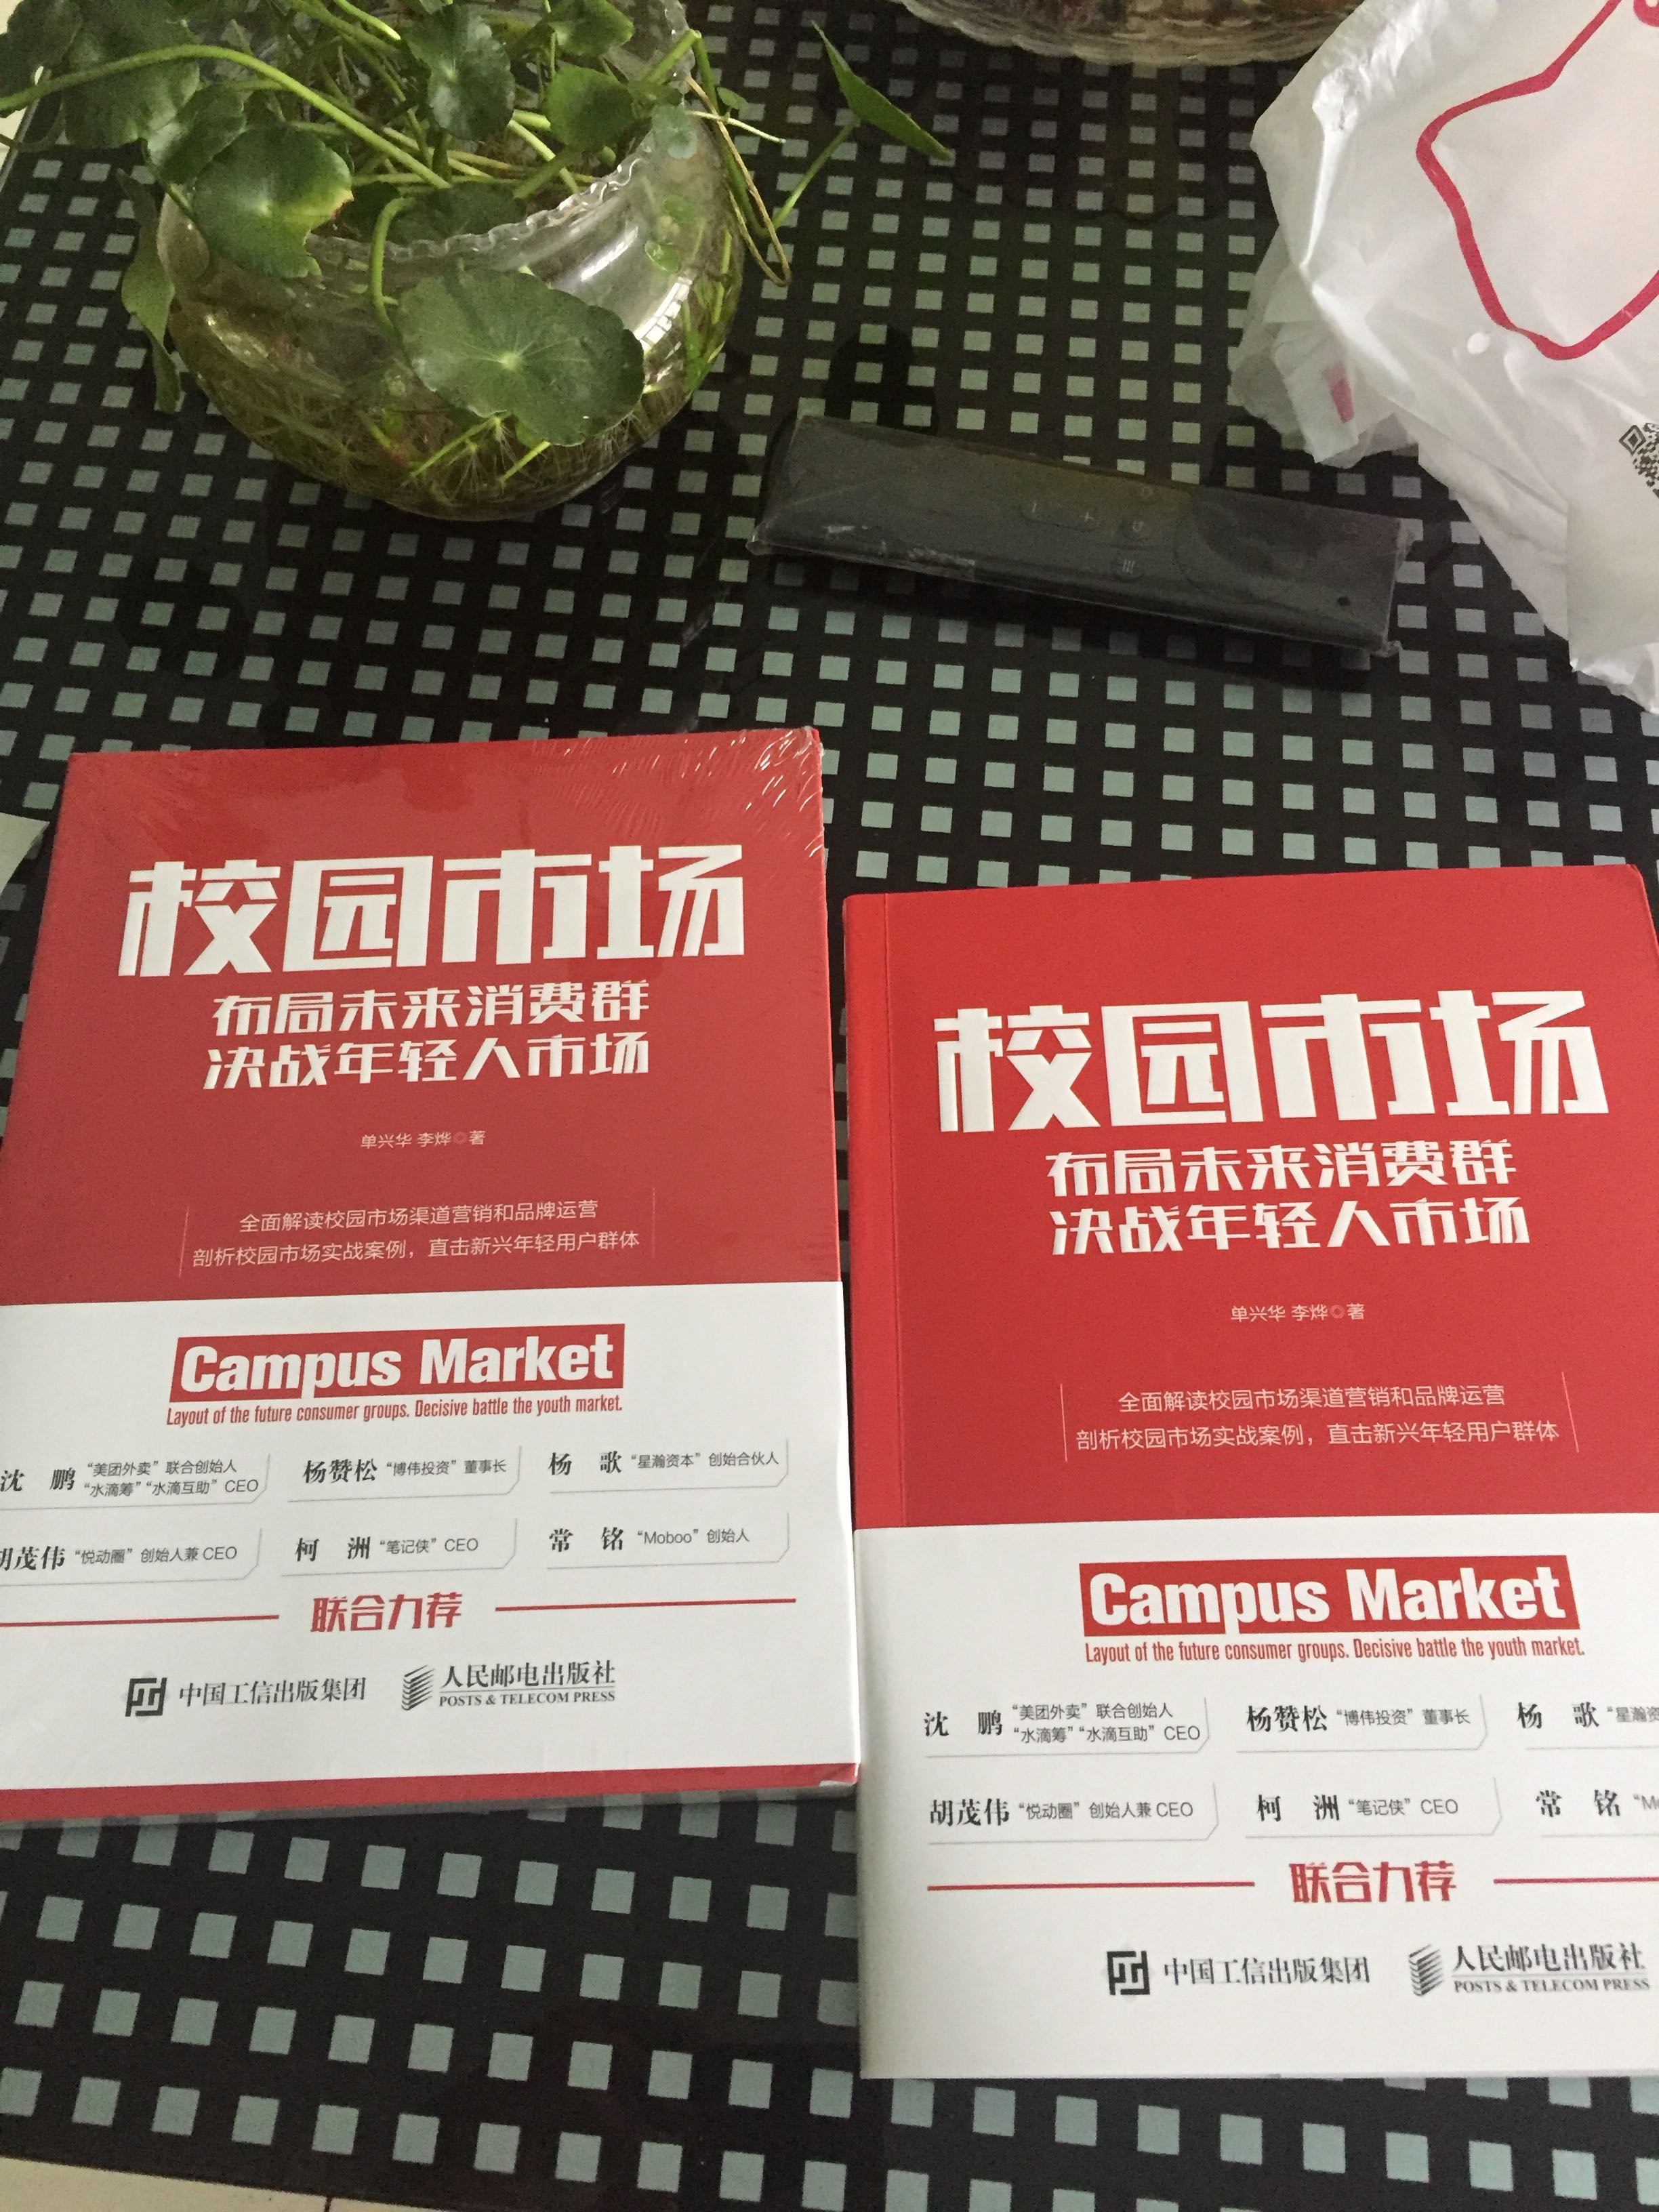 校园市场
布局未来消费群
决战年轻人市场
单兴华 李烨◎著
全面解读校园市场渠道营销和品牌运营
剖析校园市场实战案例，直击新兴年轻用户群体
Campus Market
Layout of the future consumer groups. Decisive battle the youth market.
沈 鹏 “美团外卖”联合创始人
“水滴筹”“水滴互助”CEO
杨赞松 “博伟投资”董事长
杨 歌 “星瀚资本”创始合伙人
胡茂伟 “悦动圈”创始人兼CEO
柯 洲 “笔记侠”CEO
常 铭 “Moboo”创始人
联合力荐
中国工信出版集团
人民邮电出版社
POSTS & TELECOM PRESS
校园市场
布局未来消费群
决战年轻人市场
单兴华 李烨◎著
全面解读校园市场渠道营销和品牌运营
剖析校园市场实战案例，直击新兴年轻用户群体
Campus Market
Layout of the future consumer groups. Decisive battle the youth market.
沈 鹏 “美团外卖”联合创始人
“水滴筹”“水滴互助”CEO
杨赞松 “博伟投资”董事长
杨 歌 “星瀚
胡茂伟 “悦动圈”创始人兼CEO
柯 洲 “笔记侠”CEO
常 铭 “Mo
联合力荐
中国工信出版集团
人民邮电出版社
POSTS & TELECOM PRESS